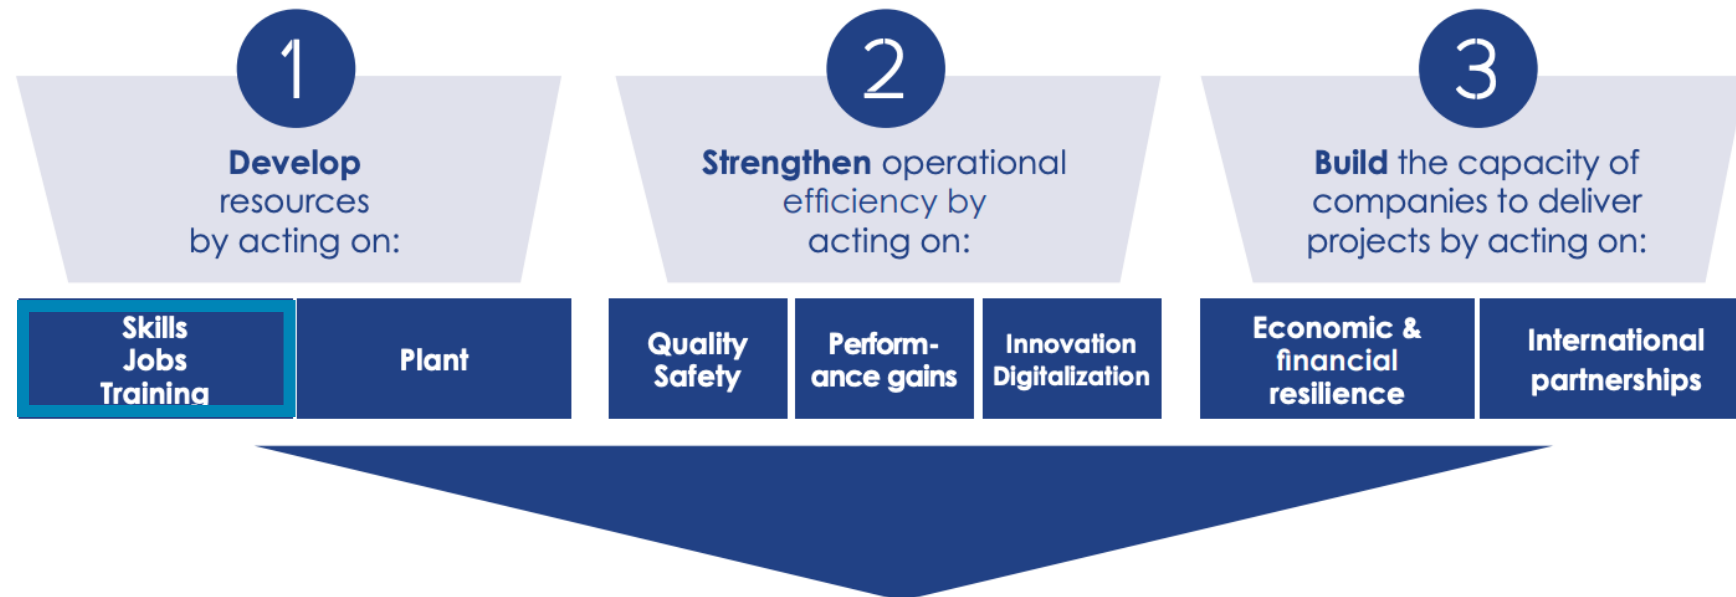 1
Develop
resources
by acting on:
Skills
Jobs
Training
Plant
2
Strengthen operational
efficiency by
acting on:
Quality
Safety
Perform-
ance gains
Innovation
Digitalization
3
Build the capacity of
companies to deliver
projects by acting on:
Economic &
financial
resilience
International
partnerships